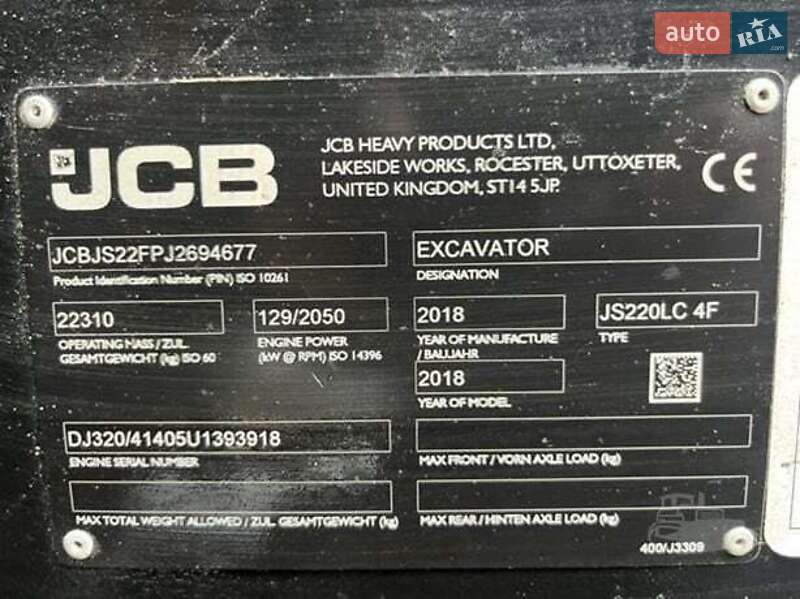 auto RIA
.com
JCB
JCB HEAVY PRODUCTS LTD,
LAKESIDE WORKS, ROCESTER, UTTOXETER,
UNITED KINGDOM, ST14 5JP.
CE
JCBJS22FPJ2694677
Product Identification Number (PIN) ISO 10261
EXCAVATOR
DESIGNATION
22310
OPERATING MASS / ZUL.
GESAMTGEWICHT (kg) ISO 60
129/2050
ENGINE POWER
(kW @ RPM) ISO 14396
2018
YEAR OF MANUFACTURE
/ BAUJAHR
JS220LC 4F
TYPE
2018
YEAR OF MODEL
DJ320/41405U1393918
ENGINE SERIAL NUMBER
MAX FRONT / VORN AXLE LOAD (kg)
MAX TOTAL WEIGHT ALLOWED / ZUL. GESAMTGEWICHT (kg)
MAX REAR / HINTEN AXLE LOAD (kg)
400/J3309